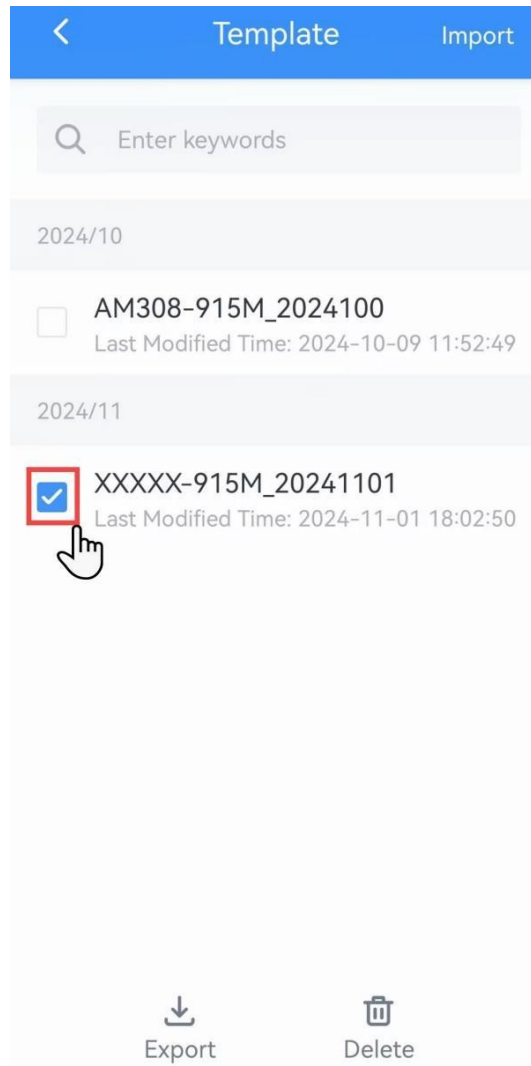 Template
Import
Enter keywords
2024/10
AM308-915M_2024100
Last Modified Time: 2024-10-09 11:52:49
2024/11
XXXXX-915M_20241101
Last Modified Time: 2024-11-01 18:02:50
Export
Delete